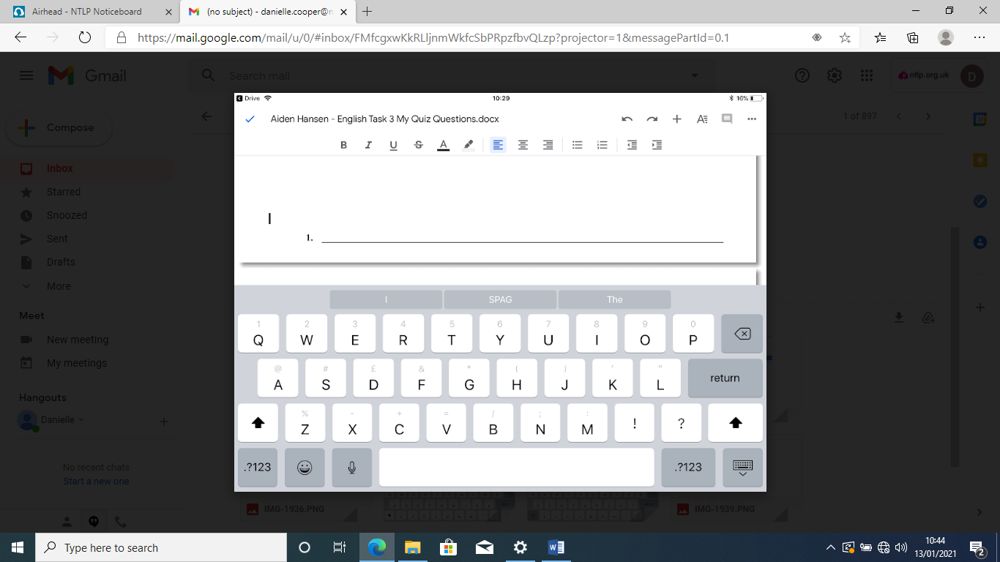 Airhead - NTLP Noticeboard
(no subject) - danielle.cooper@n
https://mail.google.com/mail/u/0/#inbox/FMfcgxwKkRLljnmWkfcSbPRpzfbvQLzp?projector=1&messagePartId=0.1
Gmail
Search mail
ntlp.org.uk
D
Drive
10:29
16%
Aiden Hansen - English Task 3 My Quiz Questions.docx
1 of 897
Compose
B I U S A
Inbox
Starred
Snoozed
Sent
Drafts
More
1.
Meet
New meeting
My meetings
Hangouts
Danielle
No recent chats
Start a new one
I SPAG The
1 2 3 4 5 6 7 8 9 0
Q W E R T Y U I O P
@ # £ & * ( ) ' "
A S D F G H J K L return
% - + = / ; :
Z X C V B N M ! ?
.?123 .?123
IMG-1936.PNG
IMG-1939.PNG
Type here to search
10:44
13/01/2021
2